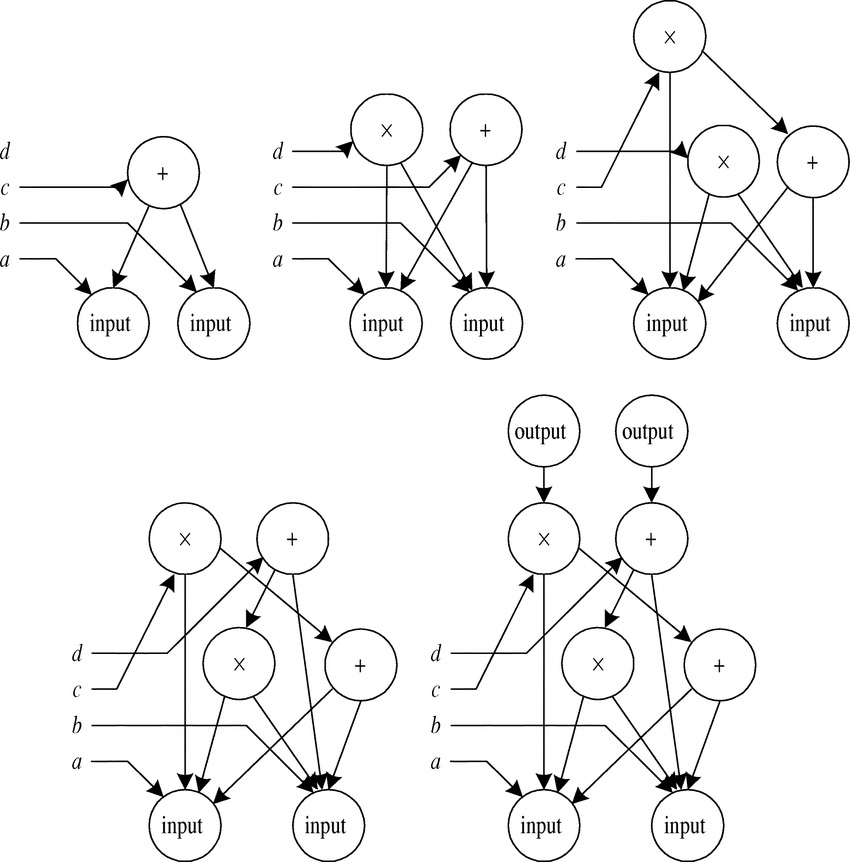 d
c
b
a
+
input
input
d
c
b
a
×
+
input
input
×
d
c
b
a
×
+
input
input
×
+
d
c
b
a
×
+
input
input
output
output
×
+
d
c
b
a
×
+
input
input